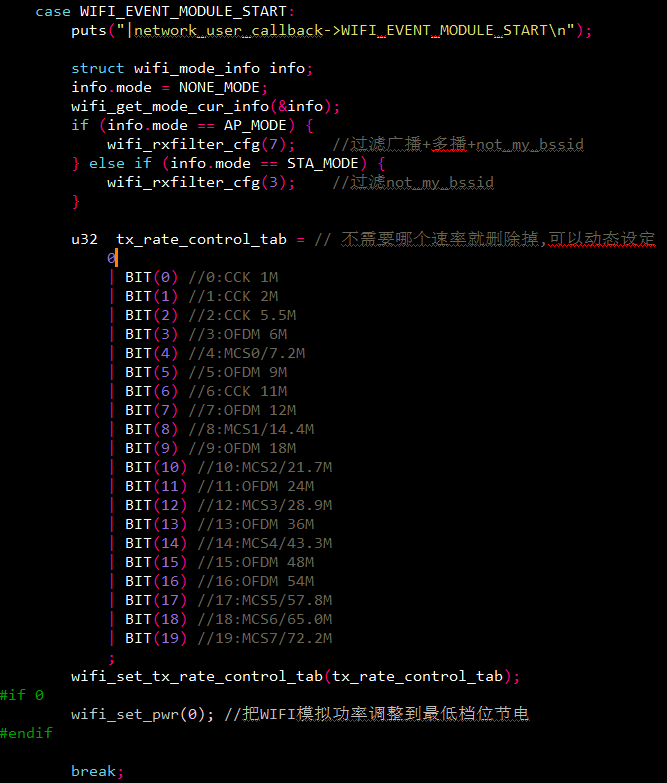 case WIFI_EVENT_MODULE_START:
puts("|network_user_callback->WIFI_EVENT_MODULE_START\n");
struct wifi_mode_info info;
info.mode = NONE_MODE;
wifi_get_mode_cur_info(&info);
if (info.mode == AP_MODE) {
wifi_rxfilter_cfg(7);    //过滤广播+多播+not_my_bssid
} else if (info.mode == STA_MODE) {
wifi_rxfilter_cfg(3);    //过滤not_my_bssid
}
u32  tx_rate_control_tab = // 不需要哪个速率就删除掉,可以动态设定
0
| BIT(0) //0:CCK 1M
| BIT(1) //1:CCK 2M
| BIT(2) //2:CCK 5.5M
| BIT(3) //3:OFDM 6M
| BIT(4) //4:MCS0/7.2M
| BIT(5) //5:OFDM 9M
| BIT(6) //6:CCK 11M
| BIT(7) //7:OFDM 12M
| BIT(8) //8:MCS1/14.4M
| BIT(9) //9:OFDM 18M
| BIT(10) //10:MCS2/21.7M
| BIT(11) //11:OFDM 24M
| BIT(12) //12:MCS3/28.9M
| BIT(13) //13:OFDM 36M
| BIT(14) //14:MCS4/43.3M
| BIT(15) //15:OFDM 48M
| BIT(16) //16:OFDM 54M
| BIT(17) //17:MCS5/57.8M
| BIT(18) //18:MCS6/65.0M
| BIT(19) //19:MCS7/72.2M
;
wifi_set_tx_rate_control_tab(tx_rate_control_tab);
#if 0
wifi_set_pwr(0); //把WIFI模拟功率调整到最低档位节电
#endif
break;